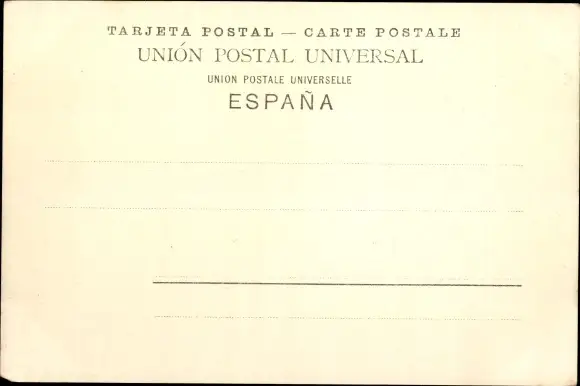 TARJETA POSTAL — CARTE POSTALE
UNIÓN POSTAL UNIVERSAL
UNION POSTALE UNIVERSELLE
ESPAÑA